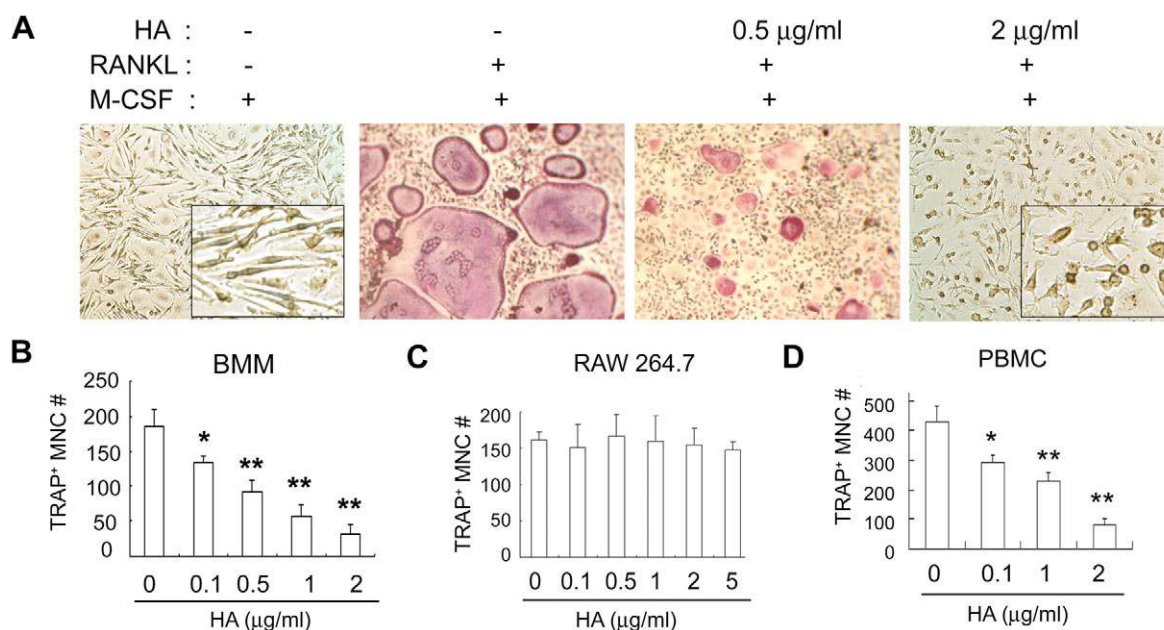 A
HA : - - 0.5 μg/ml 2 μg/ml
RANKL : - + + +
M-CSF : + + + +
B BMM
TRAP⁺ MNC #
250
200
150
100
50
0
* ** ** **
0 0.1 0.5 1 2
HA (μg/ml)
C RAW 264.7
TRAP⁺ MNC #
200
150
100
50
0
0 0.1 0.5 1 2 5
HA (μg/ml)
D PBMC
TRAP⁺ MNC #
500
400
300
200
100
0
* ** **
0 0.1 1 2
HA (μg/ml)